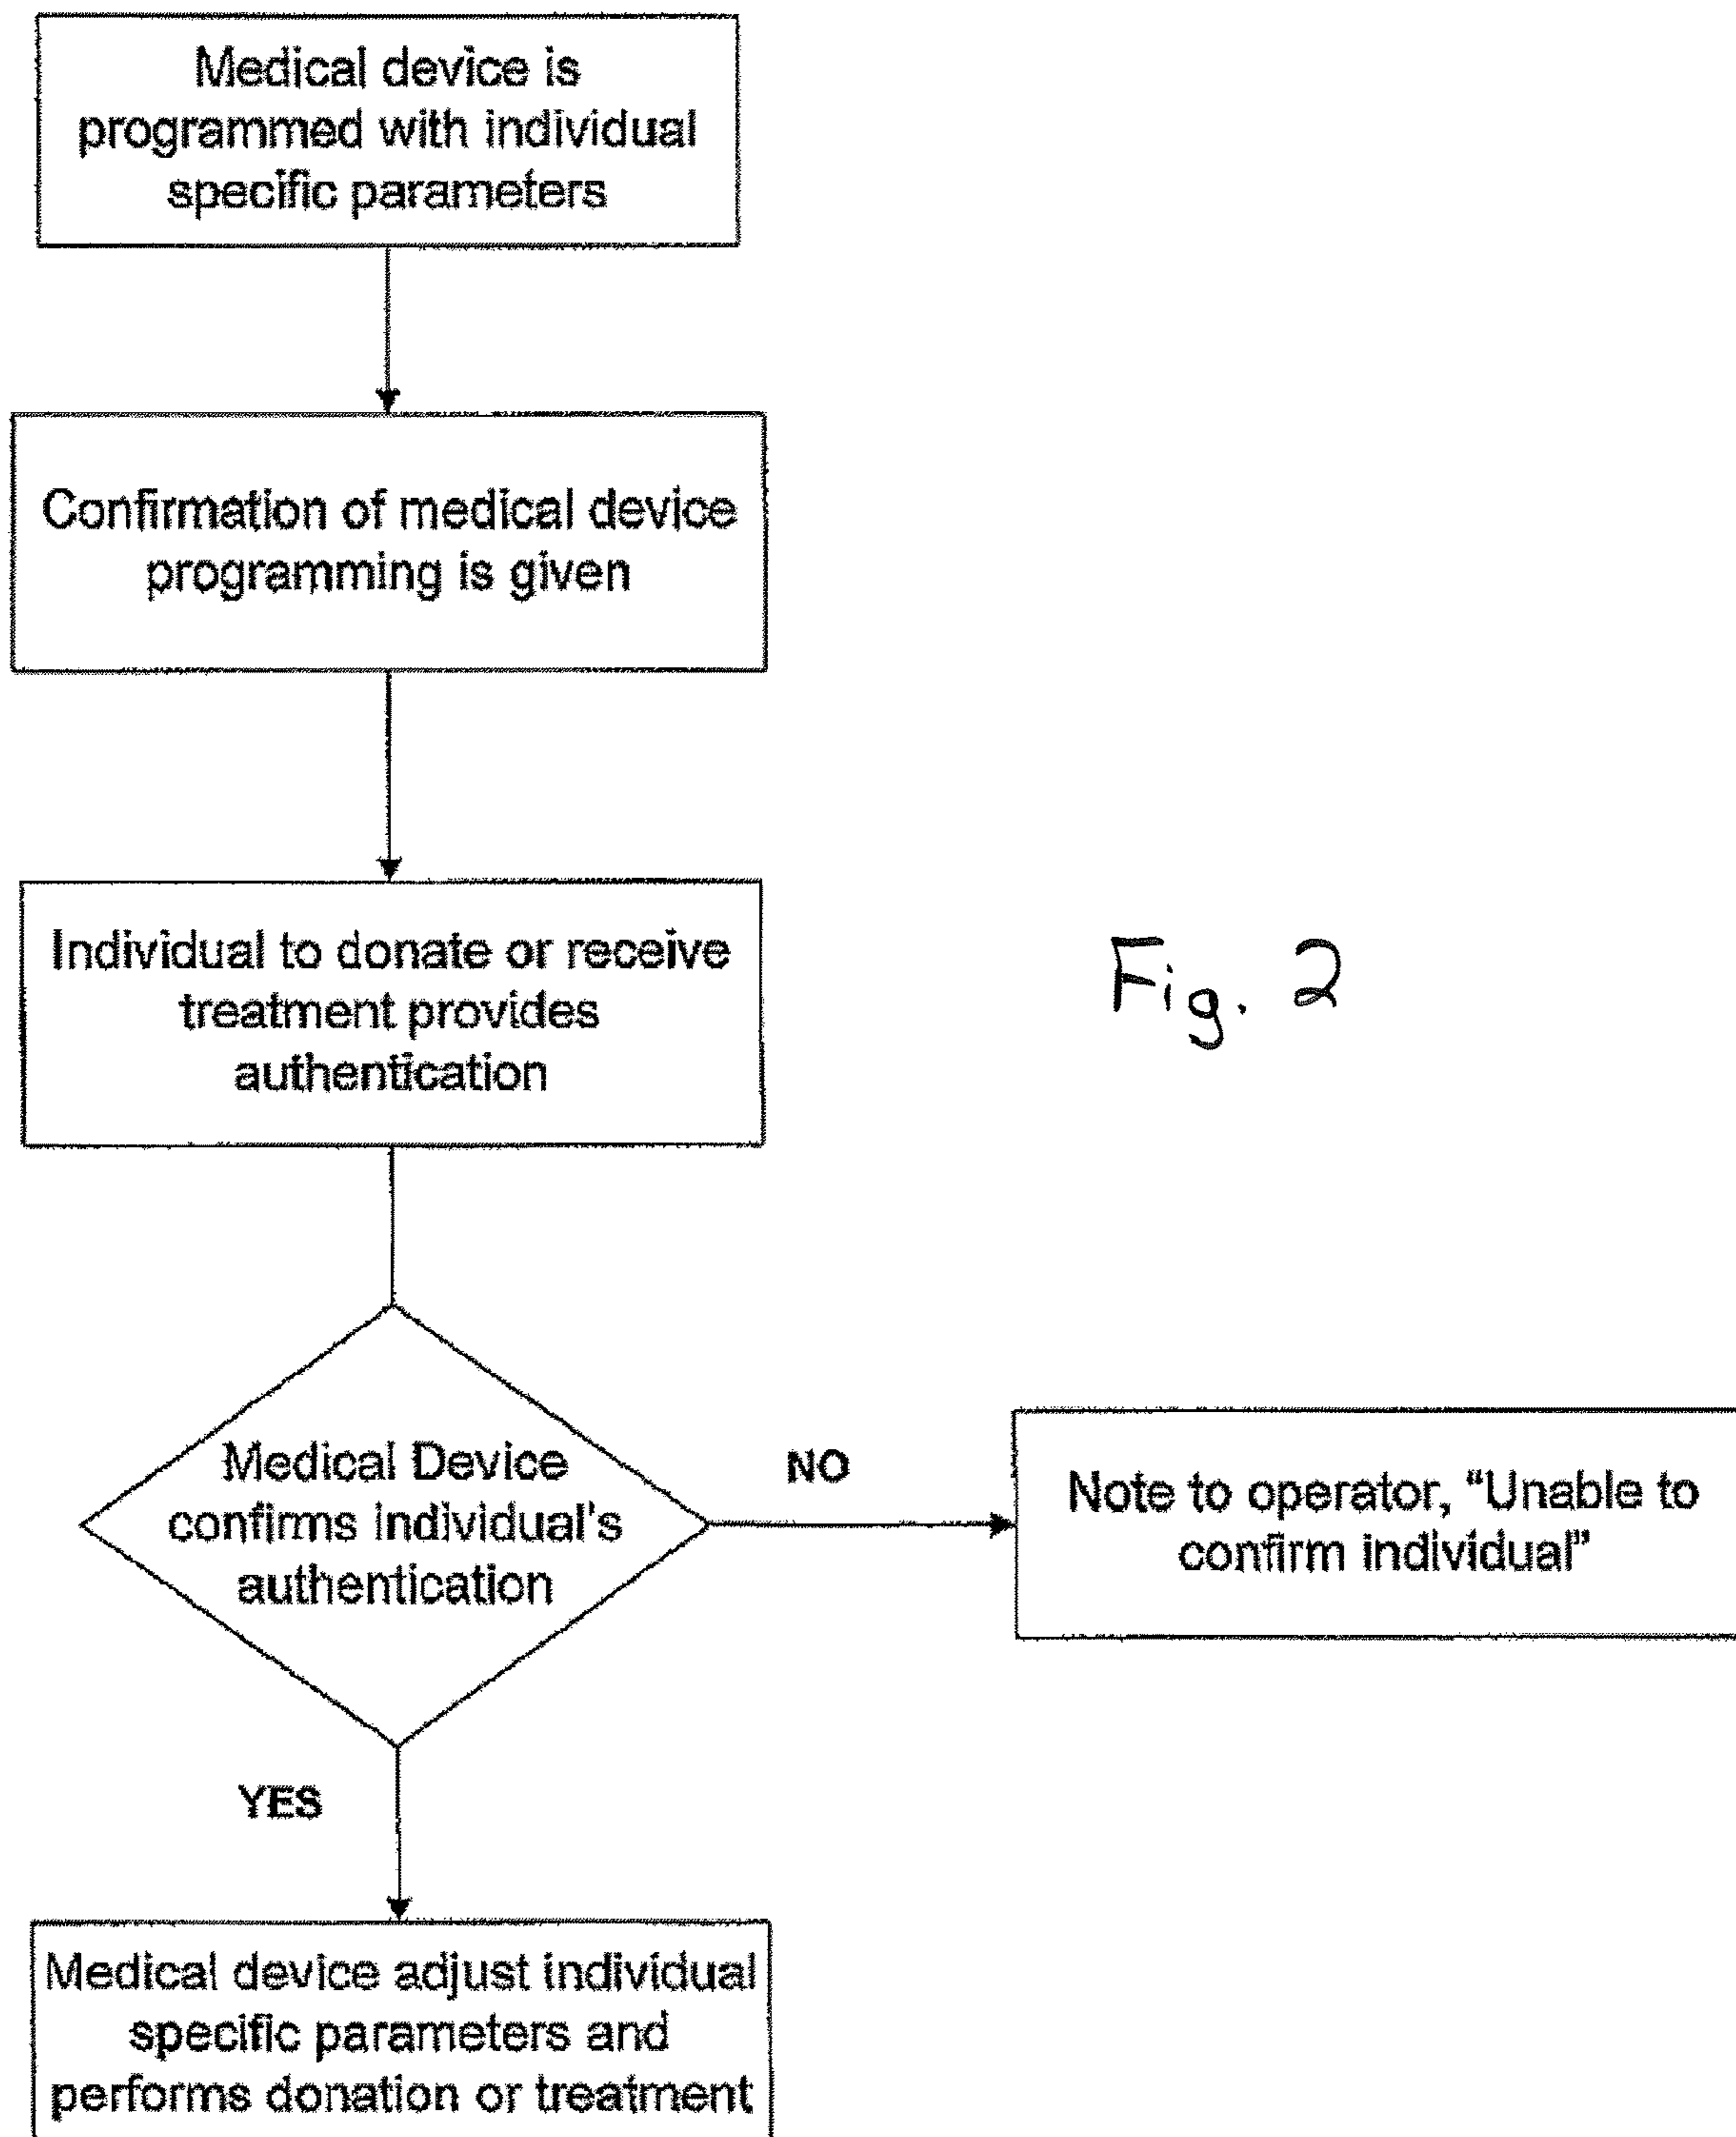 Medical device is
programmed with individual
specific parameters
Confirmation of medical device
programming is given
Individual to donate or receive
treatment provides
authentication
Fig. 2
Medical Device
confirms individual's
authentication
NO
Note to operator, “Unable to
confirm individual”
YES
Medical device adjust individual
specific parameters and
performs donation or treatment